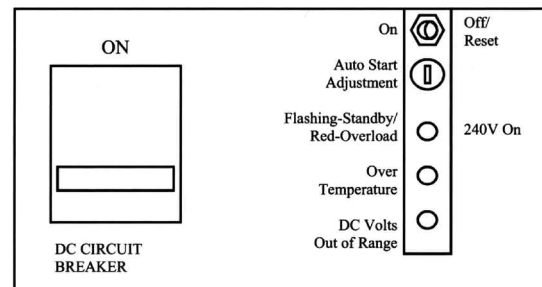 ON
DC CIRCUIT
BREAKER
On
Off/
Reset
Auto Start
Adjustment
Flashing-Standby/
Red-Overload
240V On
Over
Temperature
DC Volts
Out of Range